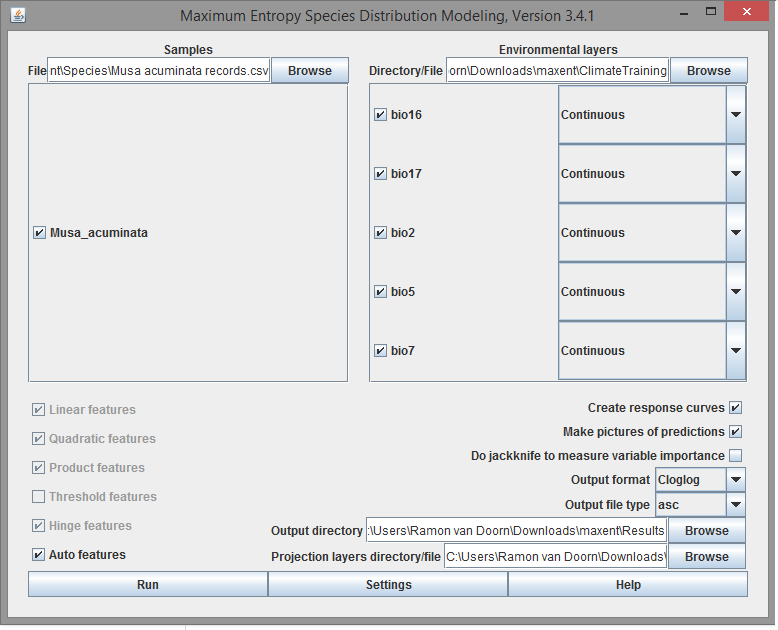 Maximum Entropy Species Distribution Modeling, Version 3.4.1
Samples
File nt\Species\Musa acuminata records.csv Browse
Musa_acuminata
Environmental layers
Directory/File orn\Downloads\maxent\ClimateTraining Browse
bio16 Continuous
bio17 Continuous
bio2 Continuous
bio5 Continuous
bio7 Continuous
Linear features
Quadratic features
Product features
Threshold features
Hinge features
Auto features
Create response curves
Make pictures of predictions
Do jackknife to measure variable importance
Output format Cloglog
Output file type asc
Output directory :\Users\Ramon van Doorn\Downloads\maxent\Results Browse
Projection layers directory/file C:\Users\Ramon van Doorn\Downloads\ Browse
Run Settings Help